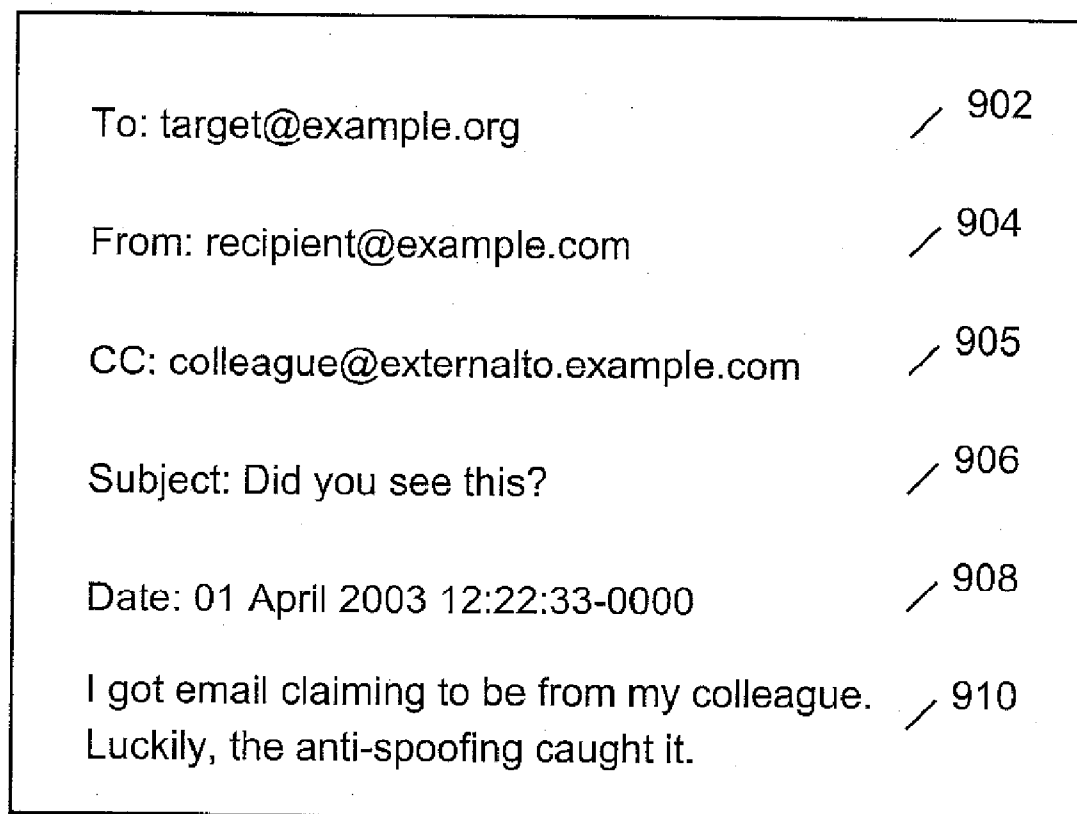 To: target@example.org 902
From: recipient@example.com 904
CC: colleague@externalto.example.com 905
Subject: Did you see this? 906
Date: 01 April 2003 12:22:33-0000 908
I got email claiming to be from my colleague. 910
Luckily, the anti-spoofing caught it.